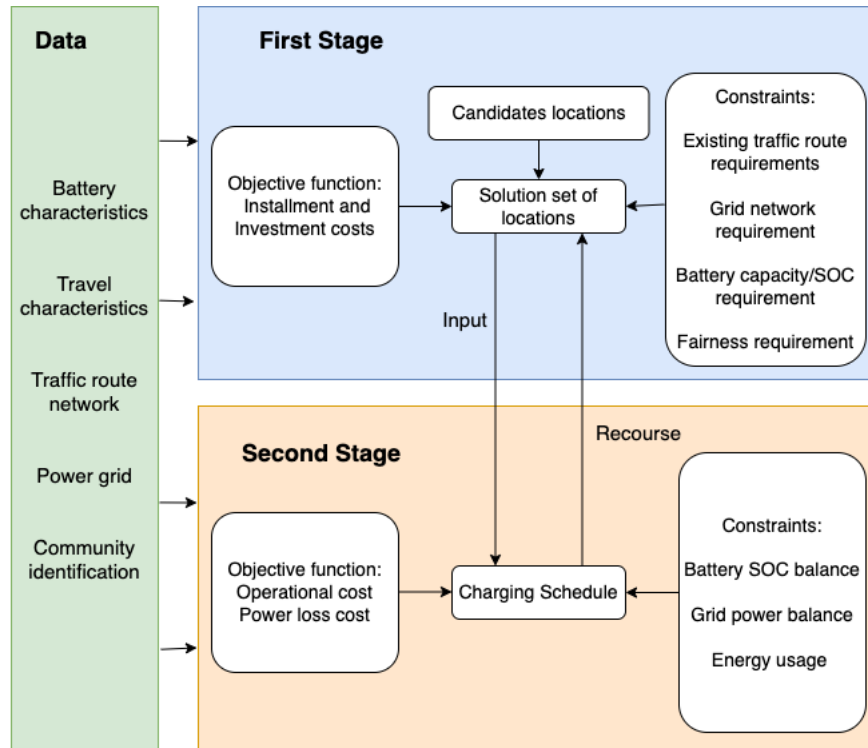 Data
Battery
characteristics
Travel
characteristics
Traffic route
network
Power grid
Community
identification
First Stage
Candidates locations
Objective function:
Installment and
Investment costs
Solution set of
locations
Constraints:
Existing traffic route
requirements
Grid network
requirement
Battery capacity/SOC
requirement
Fairness requirement
Input
Recourse
Second Stage
Objective function:
Operational cost
Power loss cost
Charging Schedule
Constraints:
Battery SOC balance
Grid power balance
Energy usage